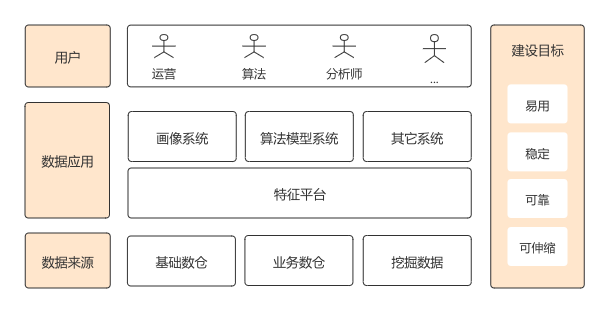 用户
运营
算法
分析师
...
建设目标
易用
稳定
可靠
可伸缩
数据应用
画像系统
算法模型系统
其它系统
特征平台
数据来源
基础数仓
业务数仓
挖掘数据